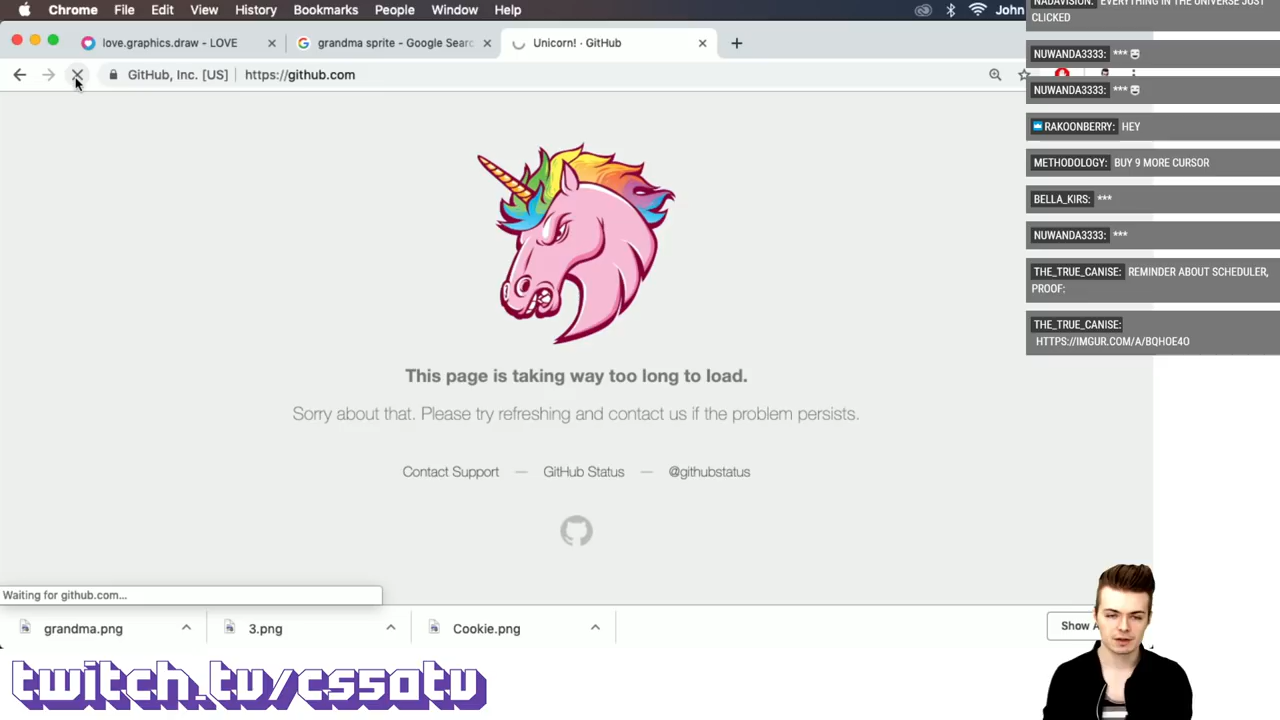 Chrome File Edit View History Bookmarks People Window Help John
love.graphics.draw - LOVE
grandma sprite - Google Searc
Unicorn! · GitHub
GitHub, Inc. [US] https://github.com
This page is taking way too long to load.
Sorry about that. Please try refreshing and contact us if the problem persists.
Contact Support — GitHub Status — @githubstatus
Waiting for github.com...
grandma.png 3.png Cookie.png Show A
twitch.tv/cssotv
NADAVISION: EVERYTHING IN THE UNIVERSE JUST
CLICKED
NUWANDA3333: ***
NUWANDA3333: ***
RAKOONBERRY: HEY
METHODOLOGY: BUY 9 MORE CURSOR
BELLA_KIRS: ***
NUWANDA3333: ***
THE_TRUE_CANISE: REMINDER ABOUT SCHEDULER,
PROOF:
THE_TRUE_CANISE:
HTTPS://IMGUR.COM/A/BQHOE4O